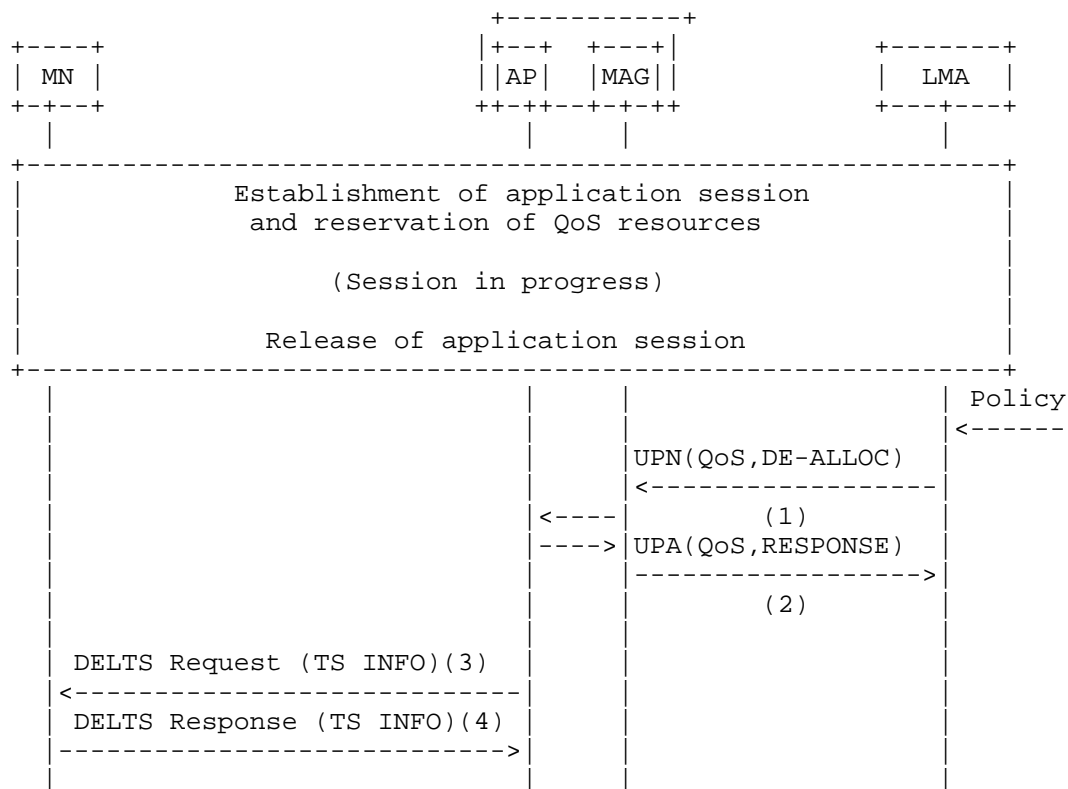 MN AP MAG LMA
Establishment of application session
and reservation of QoS resources
(Session in progress)
Release of application session
Policy
UPN(QoS,DE-ALLOC)
(1)
UPA(QoS,RESPONSE)
(2)
DELTS Request (TS INFO)(3)
DELTS Response (TS INFO)(4)